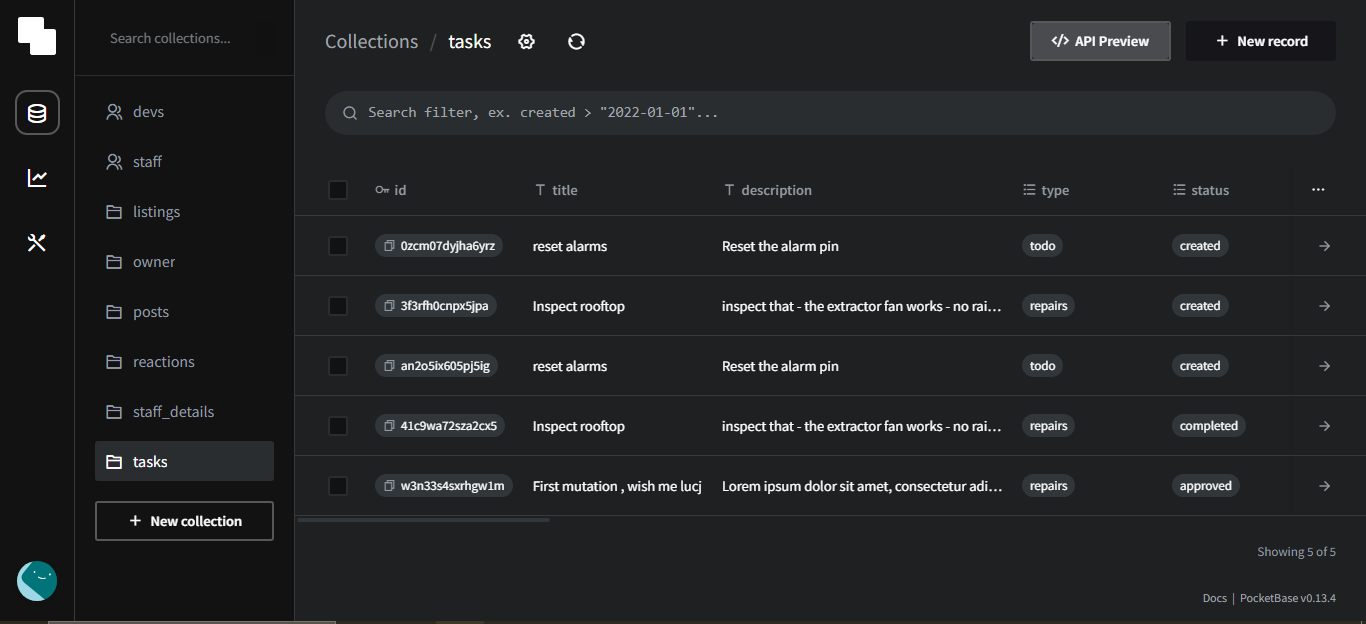 Search collections...
devs
staff
listings
owner
posts
reactions
staff_details
tasks
+ New collection
Collections / tasks
</> API Preview
+ New record
Search filter, ex. created > "2022-01-01"...
id title description type status ...
0zcm07dyjha6yrz reset alarms Reset the alarm pin todo created
3f3rfh0cnpx5jpa Inspect rooftop inspect that - the extractor fan works - no rai... repairs created
an2o5ix605pj5ig reset alarms Reset the alarm pin todo created
41c9wa72sza2cx5 Inspect rooftop inspect that - the extractor fan works - no rai... repairs completed
w3n33s4sxrhgw1m First mutation , wish me lucj Lorem ipsum dolor sit amet, consectetur adi... repairs approved
Showing 5 of 5
Docs | PocketBase v0.13.4